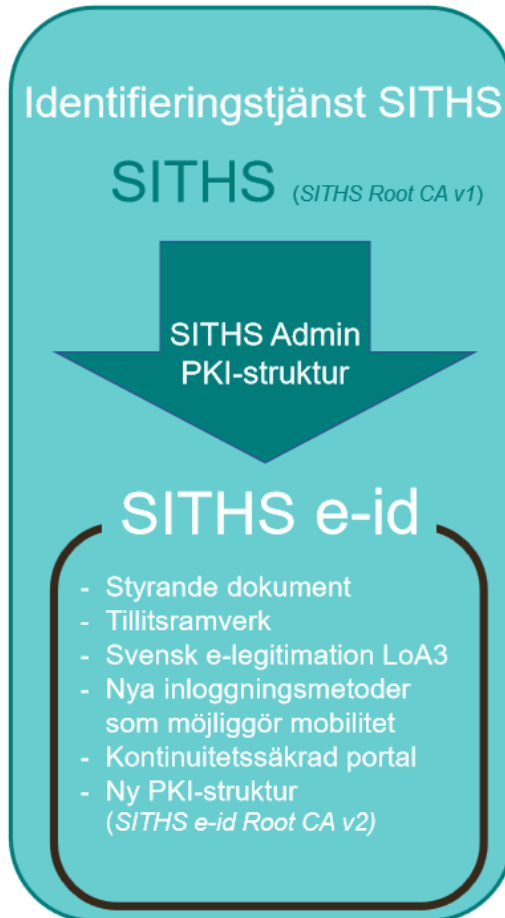 Identifieringstjänst SITHS
SITHS (SITHS Root CA v1)
SITHS Admin
PKI-struktur
SITHS e-id
- Styrande dokument
- Tillitsramverk
- Svensk e-legitimation LoA3
- Nya inloggningsmetoder
som möjliggör mobilitet
- Kontinuitetssäkrad portal
- Ny PKI-struktur
(SITHS e-id Root CA v2)